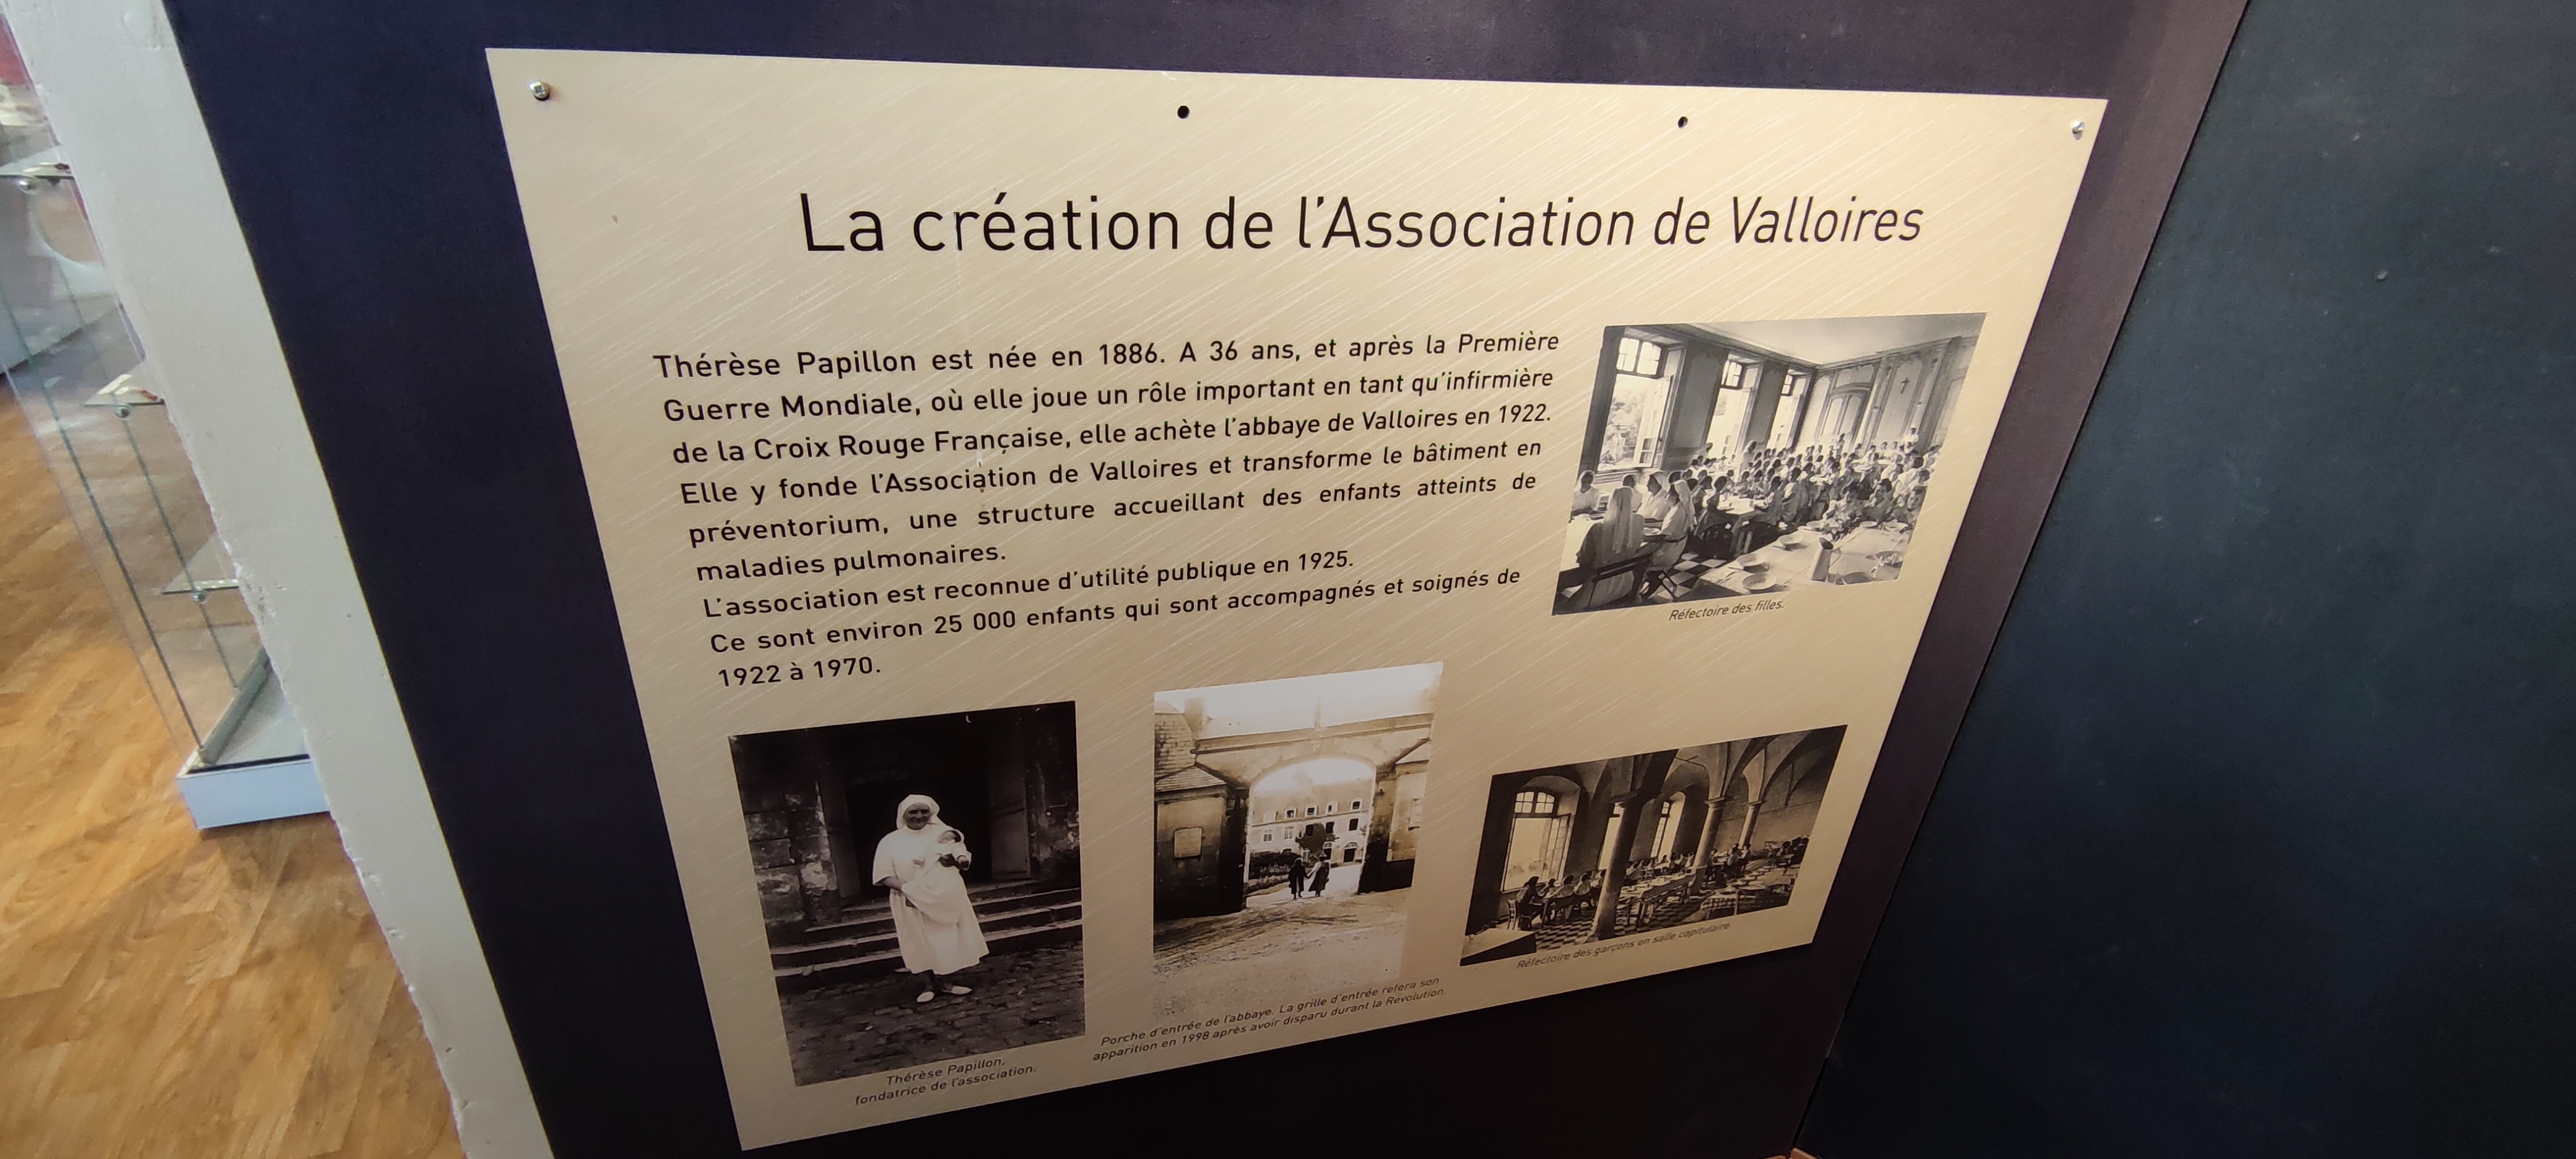 La création de l'Association de Valloires
Thérèse Papillon est née en 1886. A 36 ans, et après la Première
Guerre Mondiale, où elle joue un rôle important en tant qu'infirmière
de la Croix Rouge Française, elle achète l'abbaye de Valloires en 1922.
Elle y fonde l'Association de Valloires et transforme le bâtiment en
préventorium, une structure accueillant des enfants atteints de
maladies pulmonaires.
L'association est reconnue d'utilité publique en 1925.
Ce sont environ 25 000 enfants qui sont accompagnés et soignés de
1922 à 1970.
Réfectoire des filles.
Thérèse Papillon,
fondatrice de l'association.
Porche d'entrée de l'abbaye. La grille d'entrée refera son
apparition en 1998 après avoir disparu durant la Révolution.
Réfectoire des garçons en salle capitulaire.